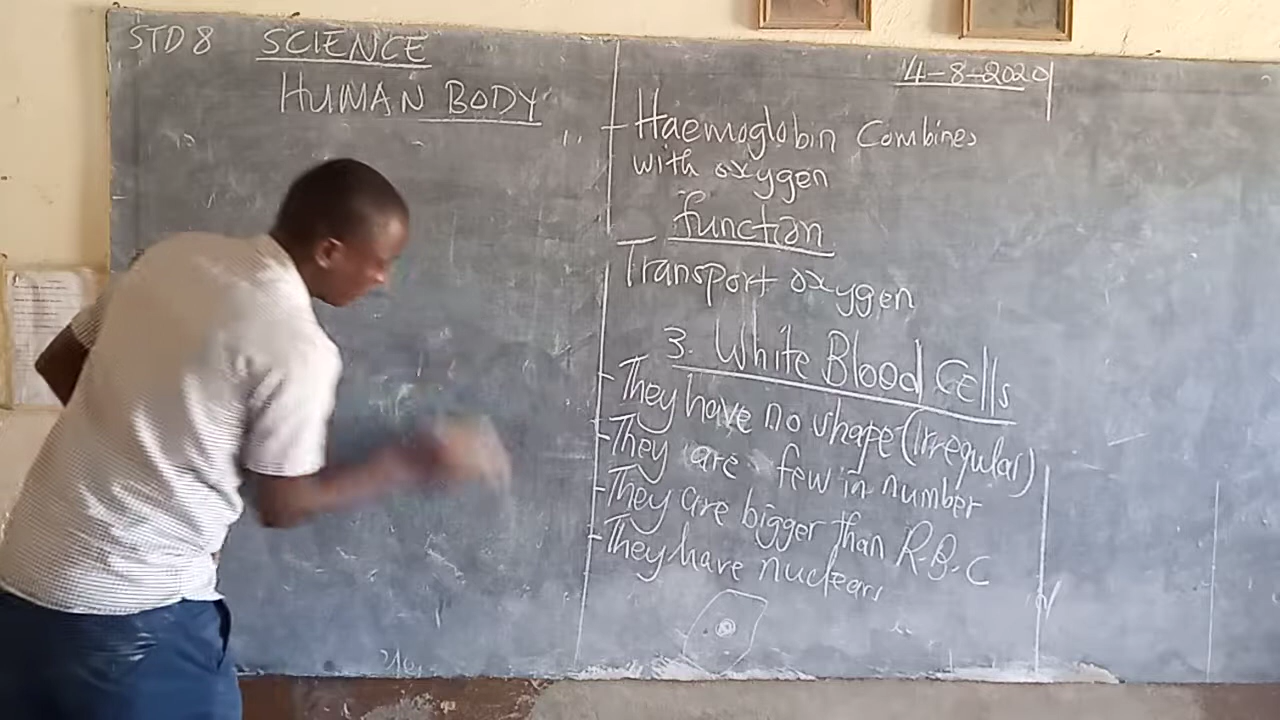 STD 8 SCIENCE
HUMAN BODY
14-8-2020
- Haemoglobin Combines
with oxygen
function
Transport oxygen
3. White Blood Cells
- They have no shape (Irregular)
- They are few in number
- They are bigger than R.B.C
- They have nuclears